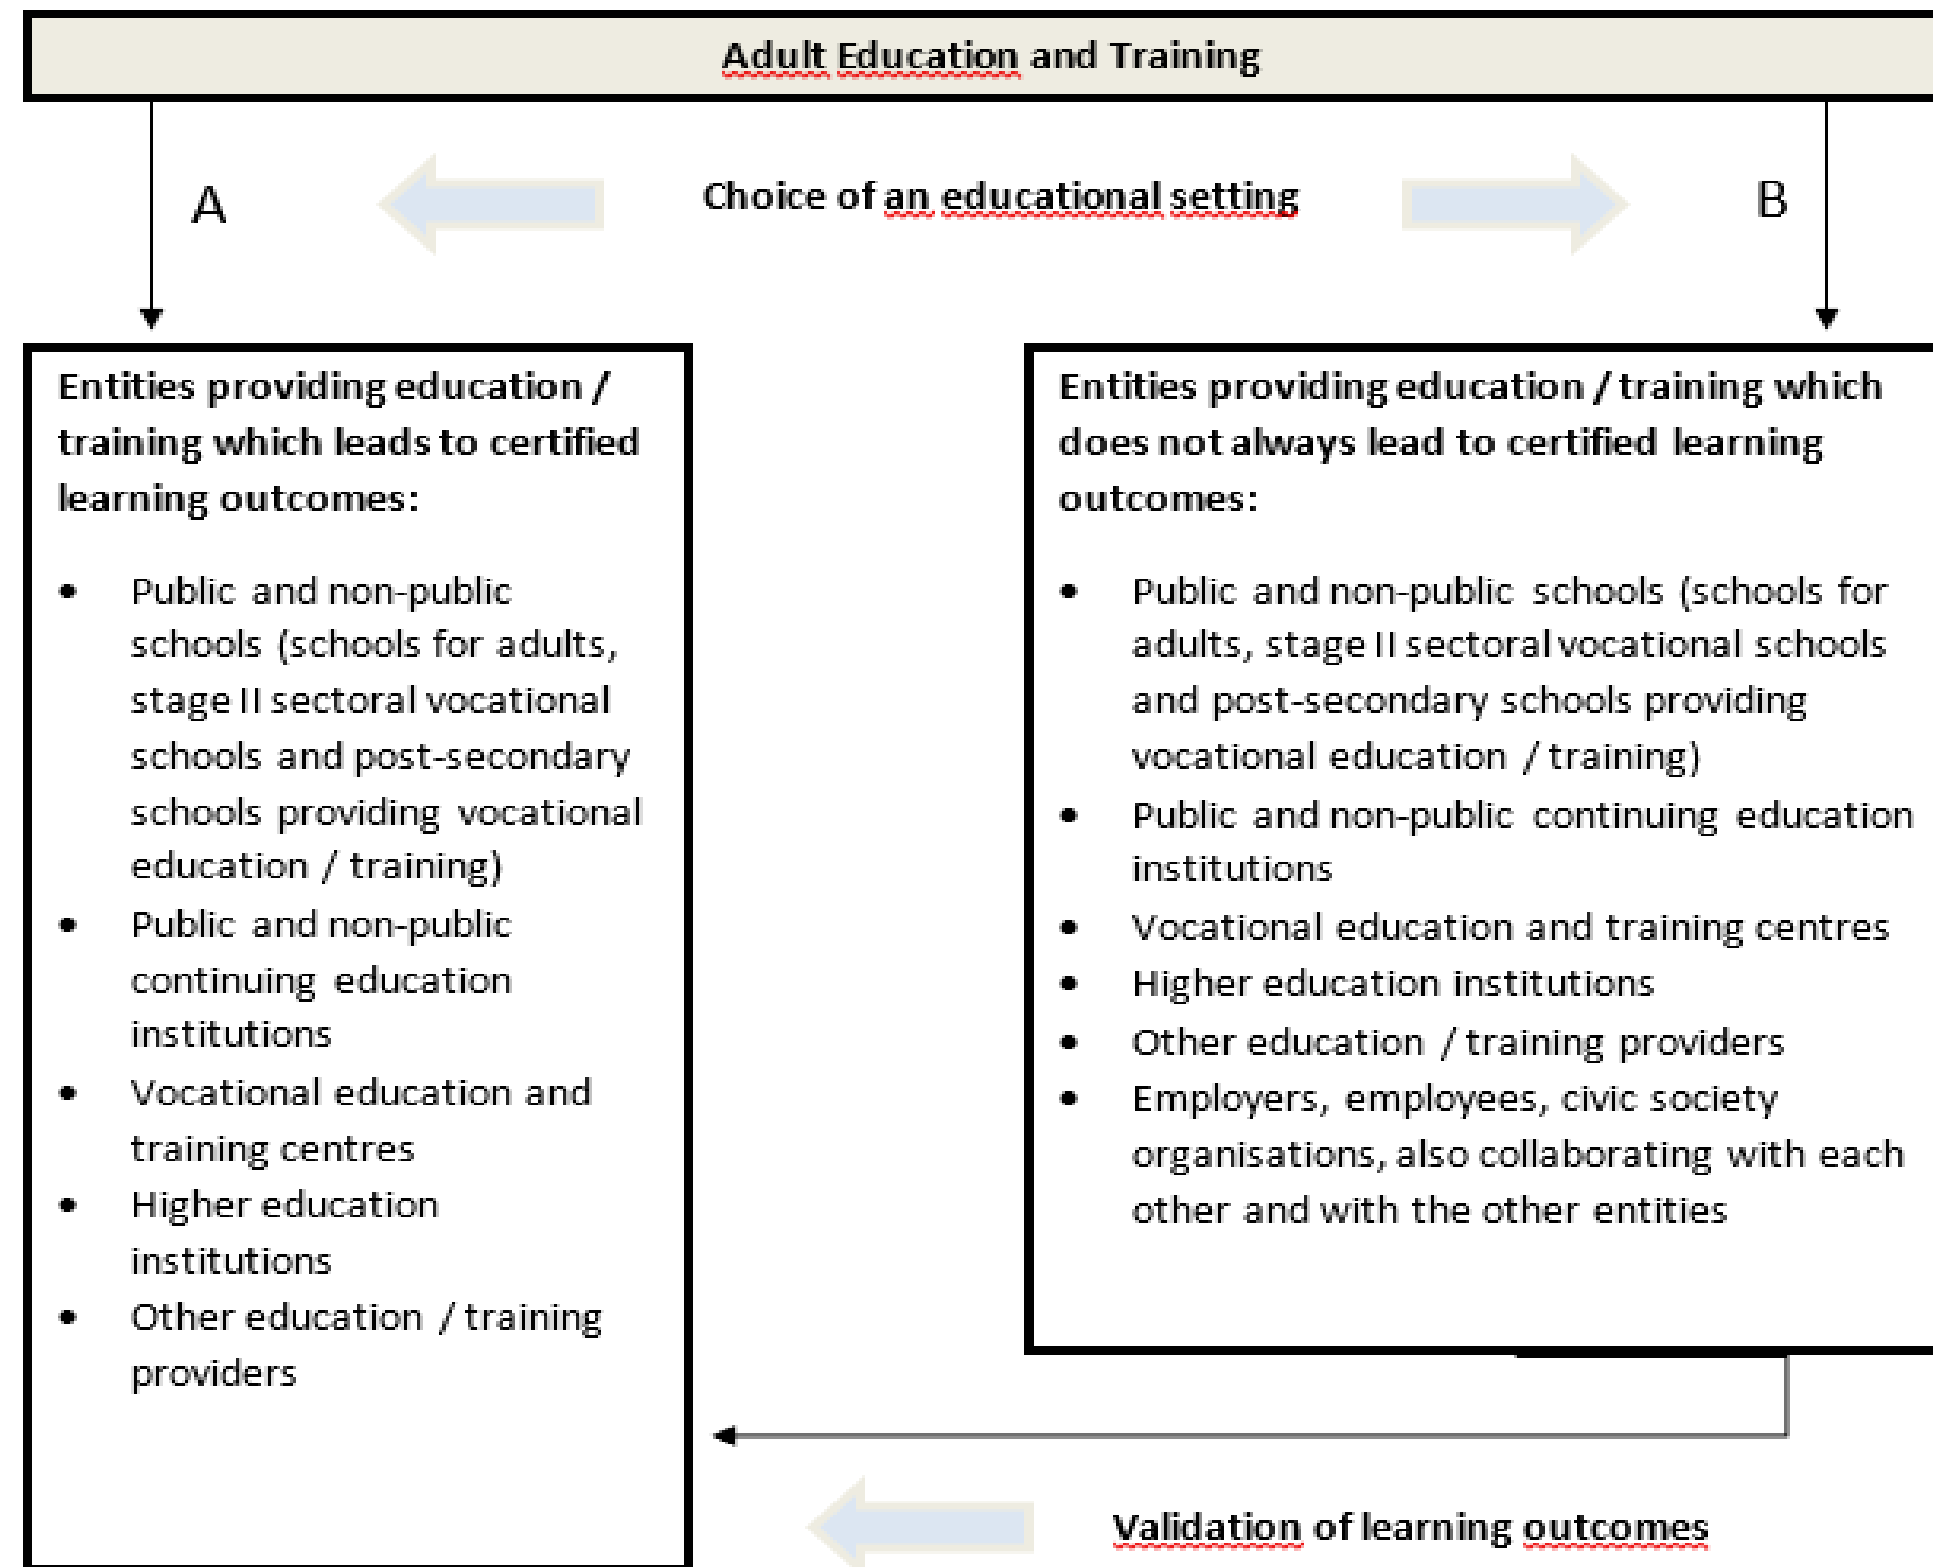 Adult Education and Training
A
Choice of an educational setting
B
Entities providing education /
training which leads to certified
learning outcomes:
• Public and non-public
schools (schools for adults,
stage II sectoral vocational
schools and post-secondary
schools providing vocational
education / training)
• Public and non-public
continuing education
institutions
• Vocational education and
training centres
• Higher education
institutions
• Other education / training
providers
Entities providing education / training which
does not always lead to certified learning
outcomes:
• Public and non-public schools (schools for
adults, stage II sectoral vocational schools
and post-secondary schools providing
vocational education / training)
• Public and non-public continuing education
institutions
• Vocational education and training centres
• Higher education institutions
• Other education / training providers
• Employers, employees, civic society
organisations, also collaborating with each
other and with the other entities
Validation of learning outcomes